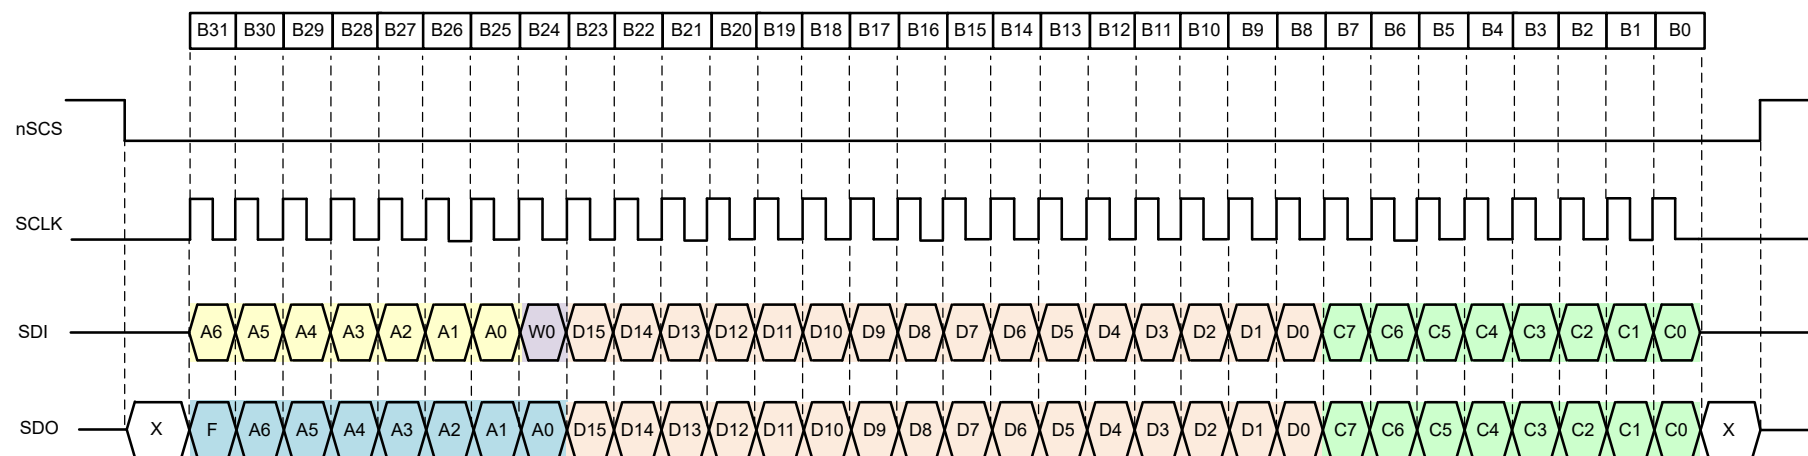 B31 B30 B29 B28 B27 B26 B25 B24 B23 B22 B21 B20 B19 B18 B17 B16 B15 B14 B13 B12 B11 B10 B9 B8 B7 B6 B5 B4 B3 B2 B1 B0
nSCS
SCLK
SDI A6 A5 A4 A3 A2 A1 A0 W0 D15 D14 D13 D12 D11 D10 D9 D8 D7 D6 D5 D4 D3 D2 D1 D0 C7 C6 C5 C4 C3 C2 C1 C0
SDO X F A6 A5 A4 A3 A2 A1 A0 D15 D14 D13 D12 D11 D10 D9 D8 D7 D6 D5 D4 D3 D2 D1 D0 C7 C6 C5 C4 C3 C2 C1 C0 X